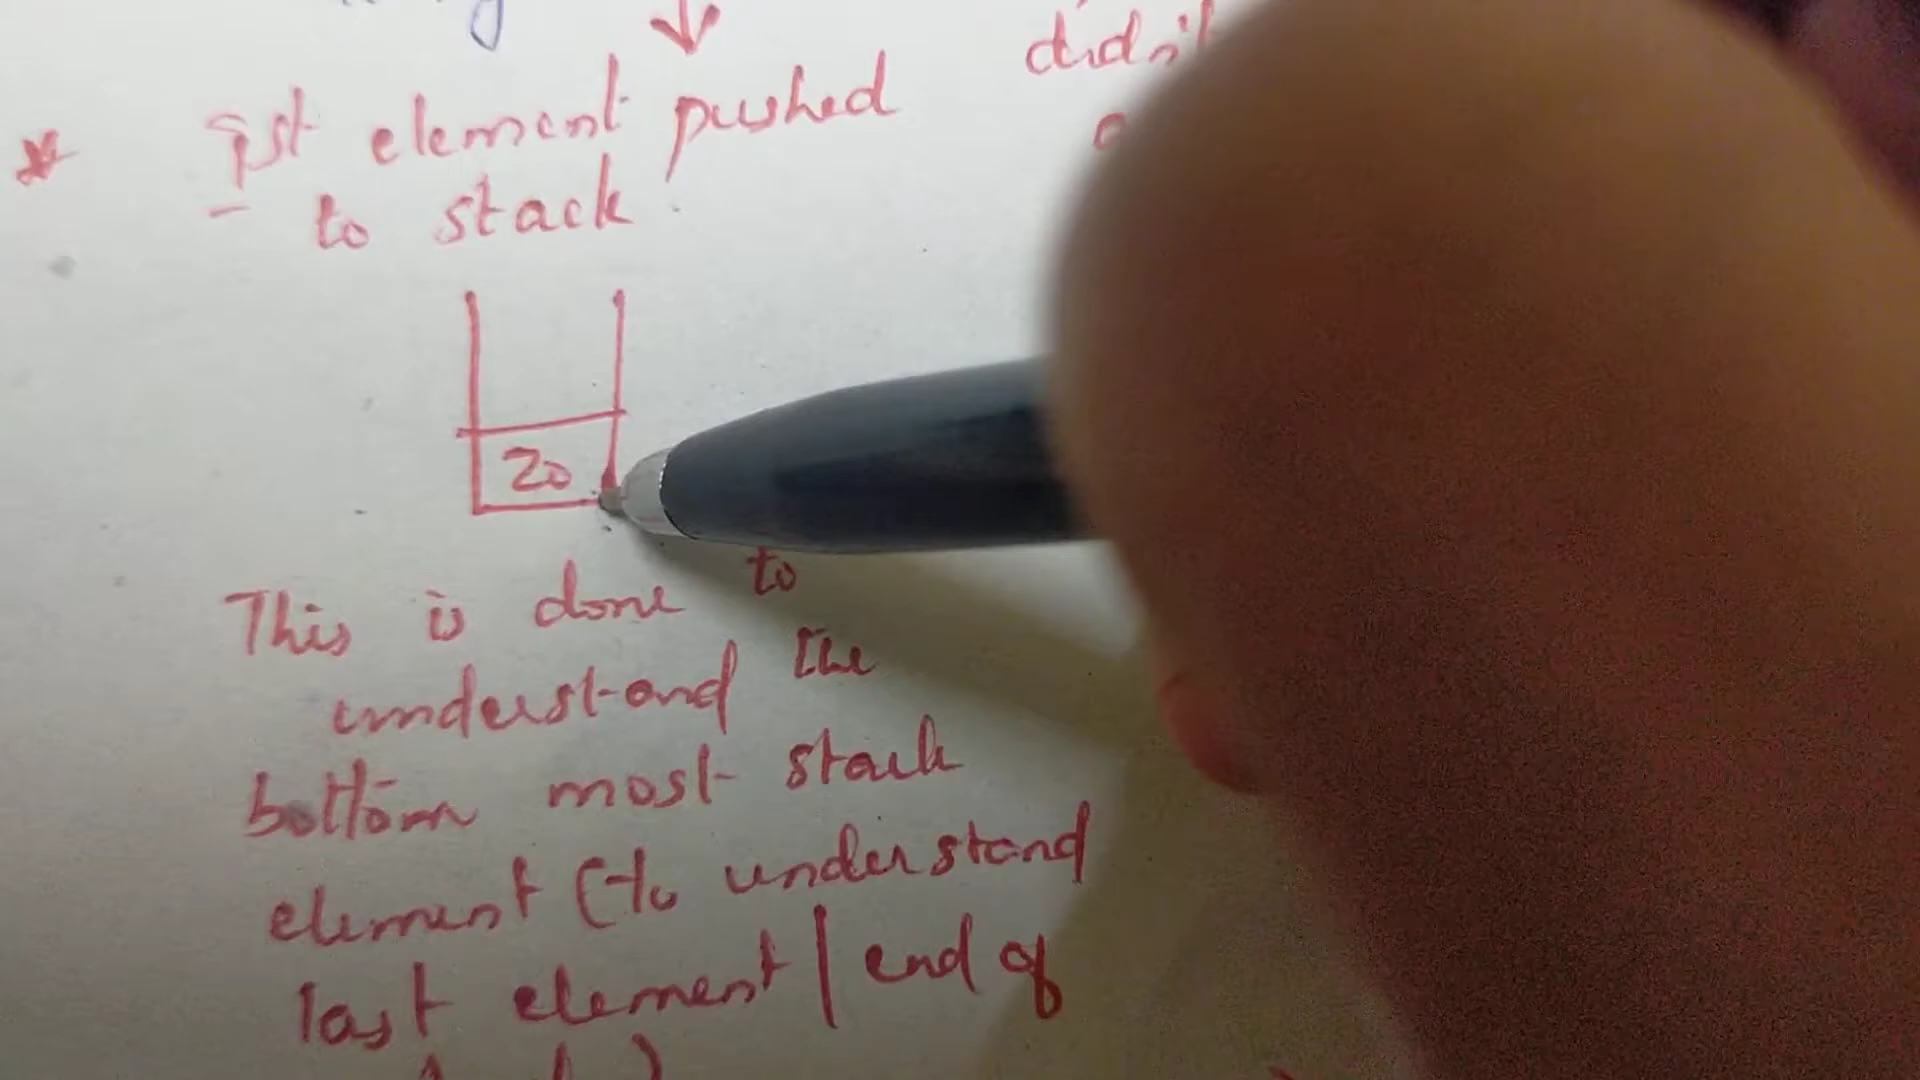 didn't
* 1st element pushed
to stack
20
This is done to
understand the
bottom most stack
element (to understand
last element | end of